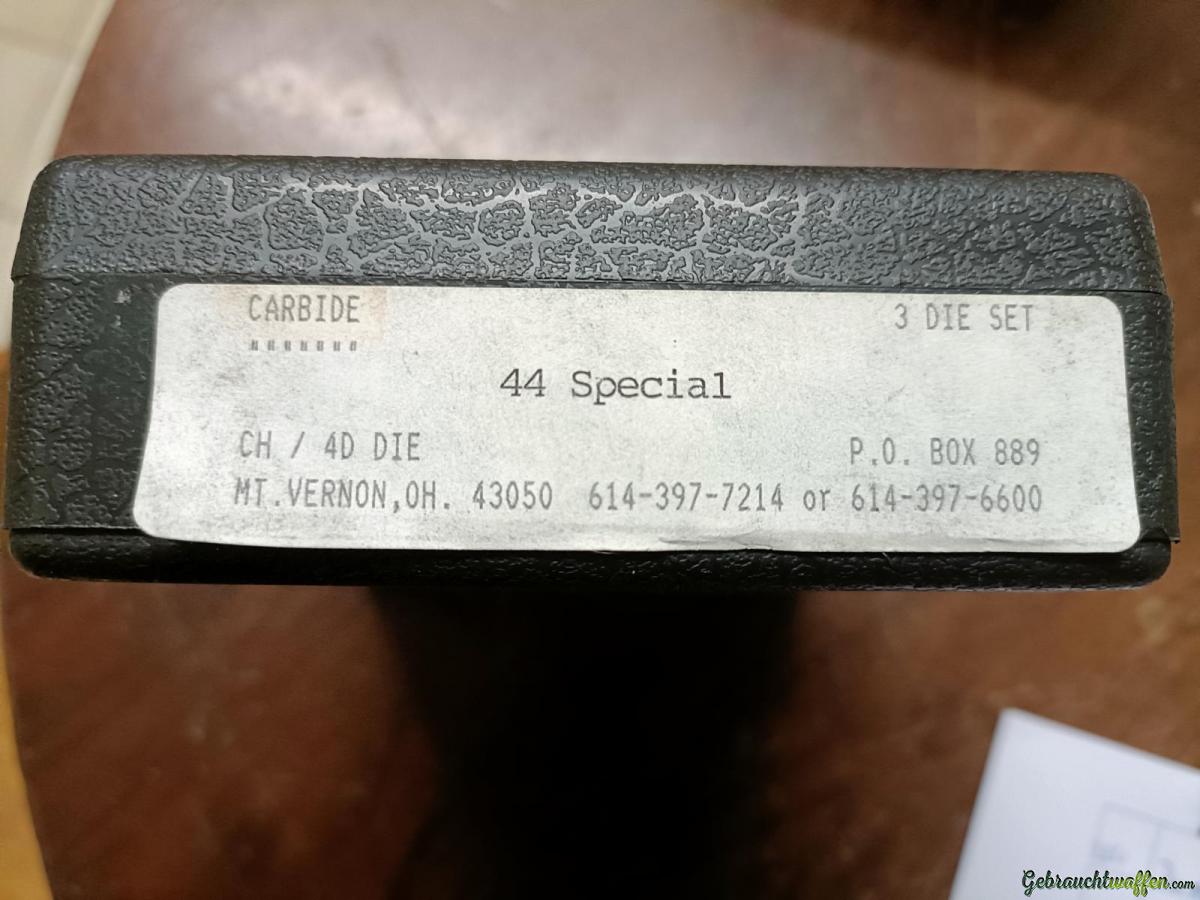 CARBIDE 3 DIE SET
"""""""
44 Special
CH / 4D DIE P.O. BOX 889
MT.VERNON,OH. 43050 614-397-7214 or 614-397-6600
Gebrauchtwaffen.com